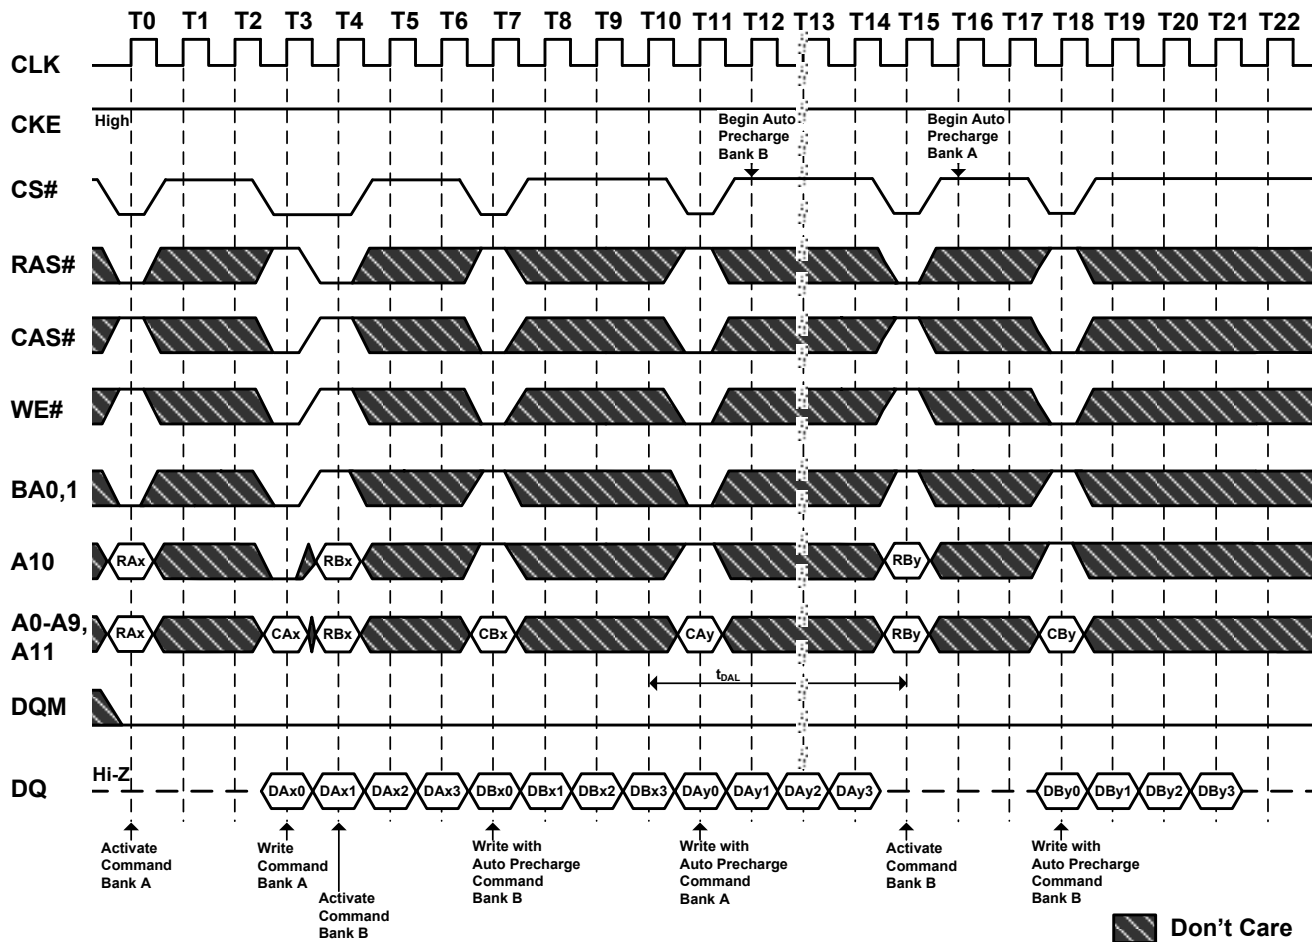 T0 T1 T2 T3 T4 T5 T6 T7 T8 T9 T10 T11 T12 T13 T14 T15 T16 T17 T18 T19 T20 T21 T22
CLK
CKE
High
Begin Auto
Precharge
Bank B
Begin Auto
Precharge
Bank A
CS#
RAS#
CAS#
WE#
BA0,1
A10
RAx RBx RBy
A0-A9,
A11
RAx CAx RBx CBx CAy RBy CBy
tDAL
DQM
DQ
Hi-Z
DAx0 DAx1 DAx2 DAx3 DBx0 DBx1 DBx2 DBx3 DAy0 DAy1 DAy2 DAy3 DBy0 DBy1 DBy2 DBy3
Activate
Command
Bank A
Write
Command
Bank A
Activate
Command
Bank B
Write with
Auto Precharge
Command
Bank B
Write with
Auto Precharge
Command
Bank A
Activate
Command
Bank B
Write with
Auto Precharge
Command
Bank B
Don't Care